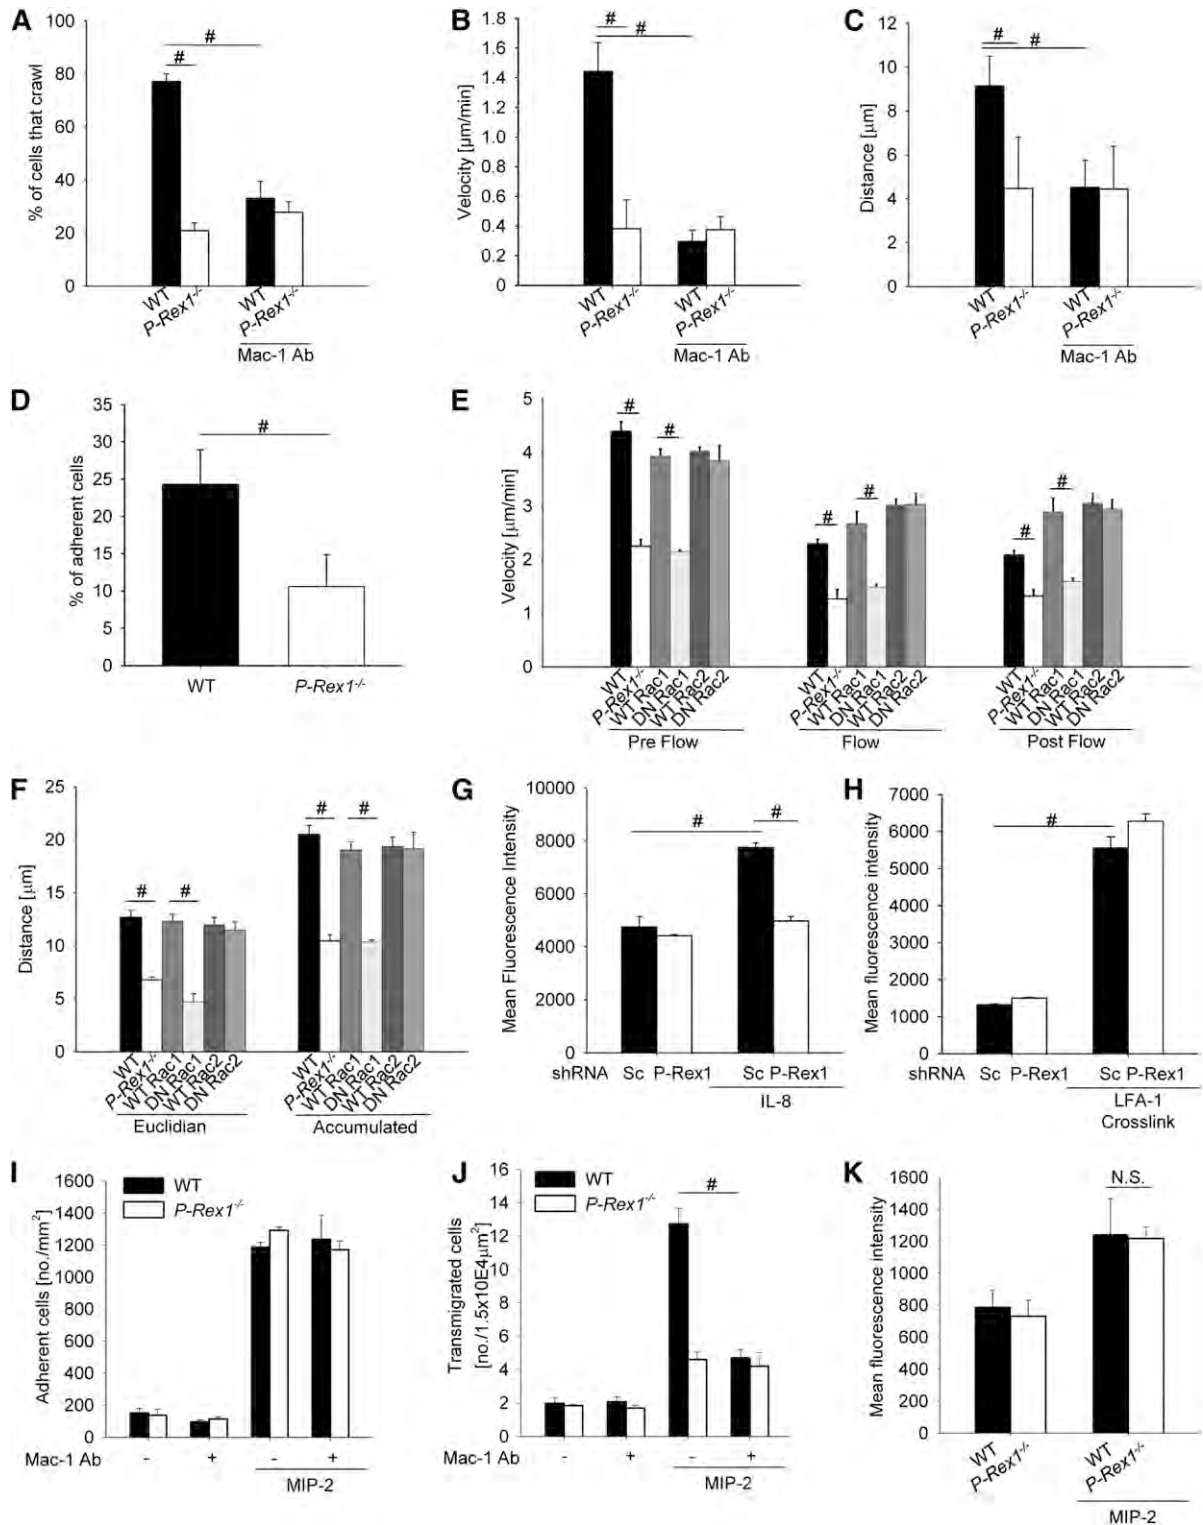 A
% of cells that crawl
100
80
60
40
20
0
#
#
WT
P-Rex1-/-
WT
P-Rex1-/-
Mac-1 Ab
B
Velocity [µm/min]
1.8
1.6
1.4
1.2
1.0
0.8
0.6
0.4
0.2
0
#
#
WT
P-Rex1-/-
WT
P-Rex1-/-
Mac-1 Ab
C
Distance [µm]
12
10
8
6
4
2
0
#
#
WT
P-Rex1-/-
WT
P-Rex1-/-
Mac-1 Ab
D
% of adherent cells
35
30
25
20
15
10
5
0
#
WT
P-Rex1-/-
E
Velocity [µm/min]
5
4
3
2
1
0
#
#
#
#
#
#
WT
P-Rex1-/-
WT Rac1
DN Rac1
WT Rac2
DN Rac2
Pre Flow
WT
P-Rex1-/-
WT Rac1
DN Rac1
WT Rac2
DN Rac2
Flow
WT
P-Rex1-/-
WT Rac1
DN Rac1
WT Rac2
DN Rac2
Post Flow
F
Distance [µm]
25
20
15
10
5
0
#
#
#
#
WT
P-Rex1-/-
WT Rac1
DN Rac1
WT Rac2
DN Rac2
Euclidian
WT
P-Rex1-/-
WT Rac1
DN Rac1
WT Rac2
DN Rac2
Accumulated
G
Mean Fluorescence Intensity
10000
8000
6000
4000
2000
0
#
#
shRNA Sc P-Rex1 Sc P-Rex1
IL-8
H
Mean fluorescence intensity
7000
6000
5000
4000
3000
2000
1000
0
#
shRNA Sc P-Rex1 Sc P-Rex1
LFA-1
Crosslink
I
Adherent cells [no./mm2]
1600
1400
1200
1000
800
600
400
200
0
WT
P-Rex1-/-
Mac-1 Ab - + - +
MIP-2
J
Transmigrated cells
[no./1.5x10E4µm2]
16
14
12
10
8
6
4
2
0
WT
P-Rex1-/-
#
Mac-1 Ab - + - +
MIP-2
K
Mean fluorescence intensity
1600
1400
1200
1000
800
600
400
200
0
N.S.
WT
P-Rex1-/-
WT
P-Rex1-/-
MIP-2